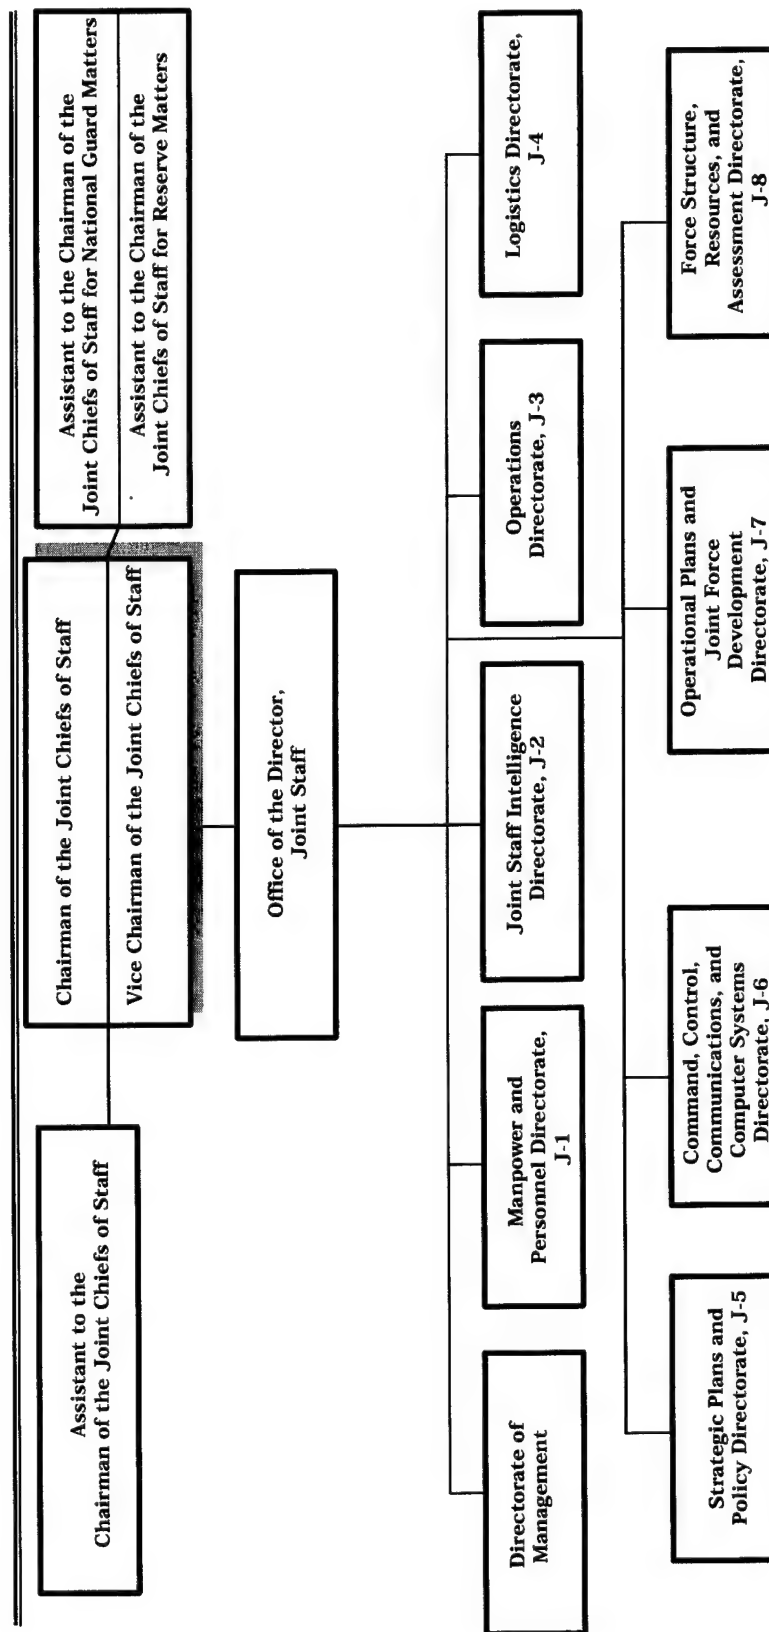 Assistant to the
Chairman of the Joint Chiefs of Staff
Chairman of the Joint Chiefs of Staff
Vice Chairman of the Joint Chiefs of Staff
Assistant to the Chairman of the
Joint Chiefs of Staff for National Guard Matters
Assistant to the Chairman of the
Joint Chiefs of Staff for Reserve Matters
Office of the Director,
Joint Staff
Directorate of
Management
Manpower and
Personnel Directorate,
J-1
Joint Staff Intelligence
Directorate, J-2
Operations
Directorate, J-3
Logistics Directorate,
J-4
Strategic Plans and
Policy Directorate, J-5
Command, Control,
Communications, and
Computer Systems
Directorate, J-6
Operational Plans and
Joint Force
Development
Directorate, J-7
Force Structure,
Resources, and
Assessment Directorate,
J-8